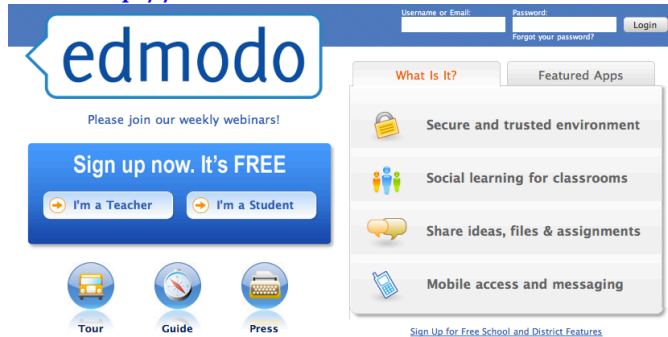 Username or Email:
Password:
Login
Forgot your password?
edmodo
Please join our weekly webinars!
Sign up now. It's FREE
I'm a Teacher
I'm a Student
Tour
Guide
Press
What Is It?
Featured Apps
Secure and trusted environment
Social learning for classrooms
Share ideas, files & assignments
Mobile access and messaging
Sign Up for Free School and District Features